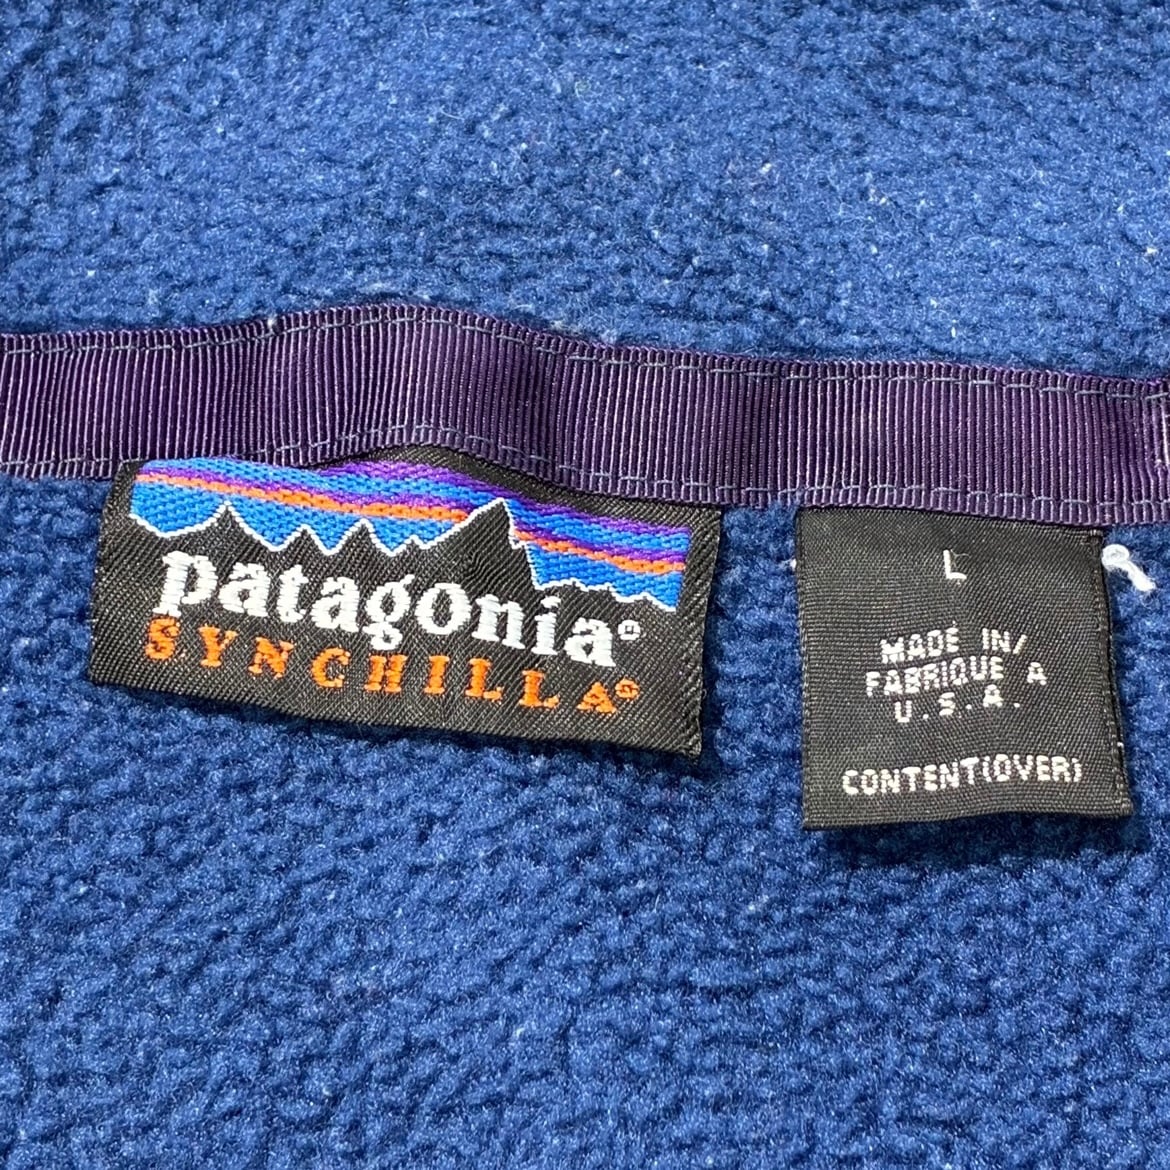 patagonia®
SYNCHILLA®
L
MADE IN/
FABRIQUE A
U.S.A.
CONTENT(OVER)